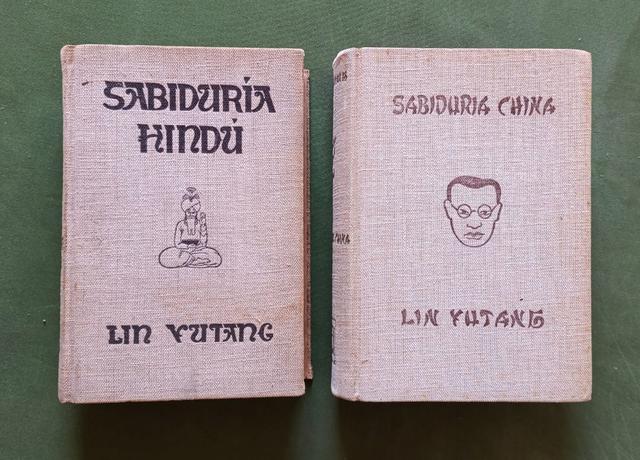 SABIDURÍA
HINDÚ
LIN YUTANG
SABIDURIA CHINA
LIN YUTANG